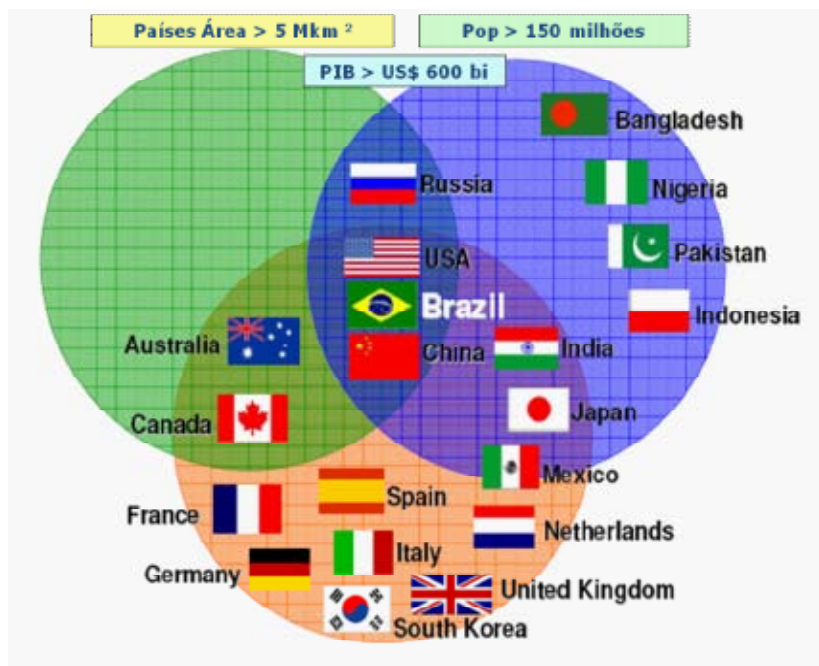 Países Área > 5 Mkm ²
Pop > 150 milhões
PIB > US$ 600 bi
Bangladesh
Russia
Nigeria
USA
Pakistan
Brazil
Indonesia
Australia
China
India
Canada
Japan
Mexico
Spain
France
Netherlands
Italy
Germany
United Kingdom
South Korea